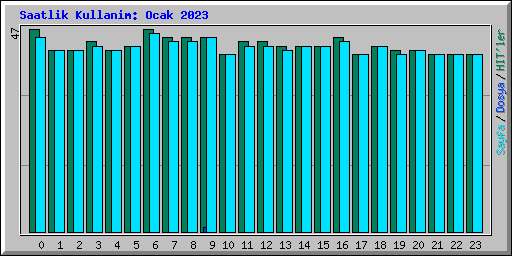 Saatlik Kullanim: Ocak 2023
47
Sayfa / Dosya / HIT'ler
0 1 2 3 4 5 6 7 8 9 10 11 12 13 14 15 16 17 18 19 20 21 22 23